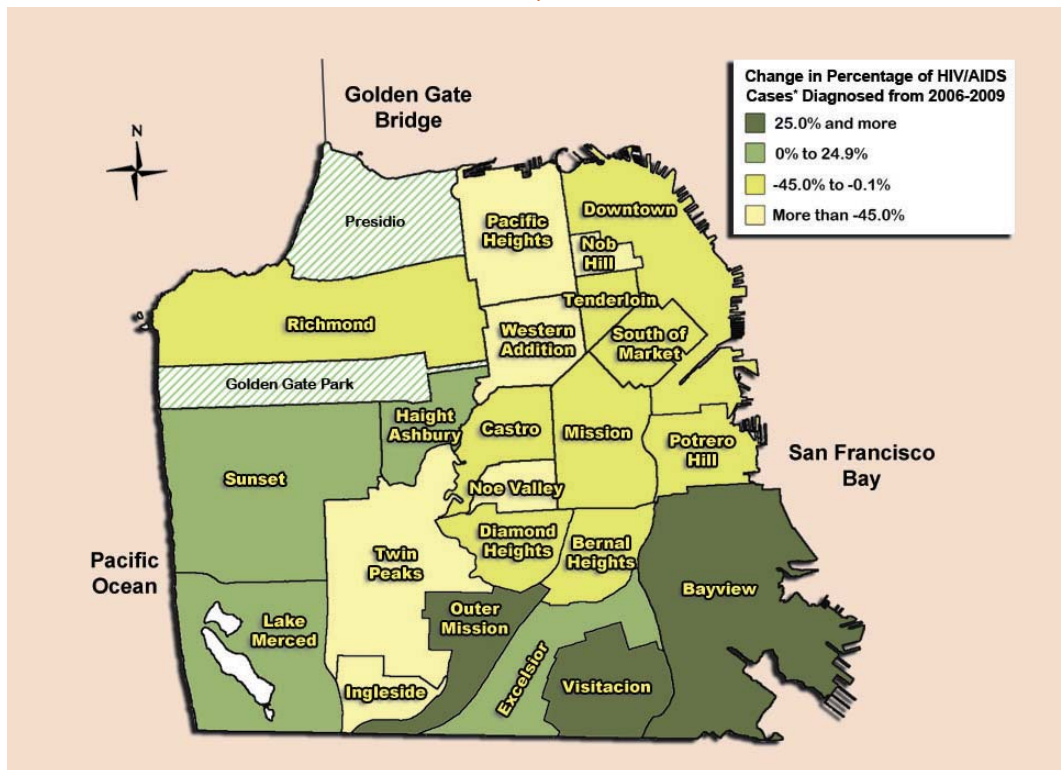 Golden Gate
Bridge
N
Change in Percentage of HIV/AIDS
Cases* Diagnosed from 2006-2009
25.0% and more
0% to 24.9%
-45.0% to -0.1%
More than -45.0%
Presidio
Pacific
Heights
Downtown
Nob
Hill
Tenderloin
Richmond
Western
Addition
South of
Market
Golden Gate Park
Haight
Ashbury
Castro
Mission
Potrero
Hill
San Francisco
Bay
Sunset
Noe Valley
Diamond
Heights
Bernal
Heights
Twin
Peaks
Pacific
Ocean
Bayview
Outer
Mission
Lake
Merced
Excelsior
Visitacion
Ingleside